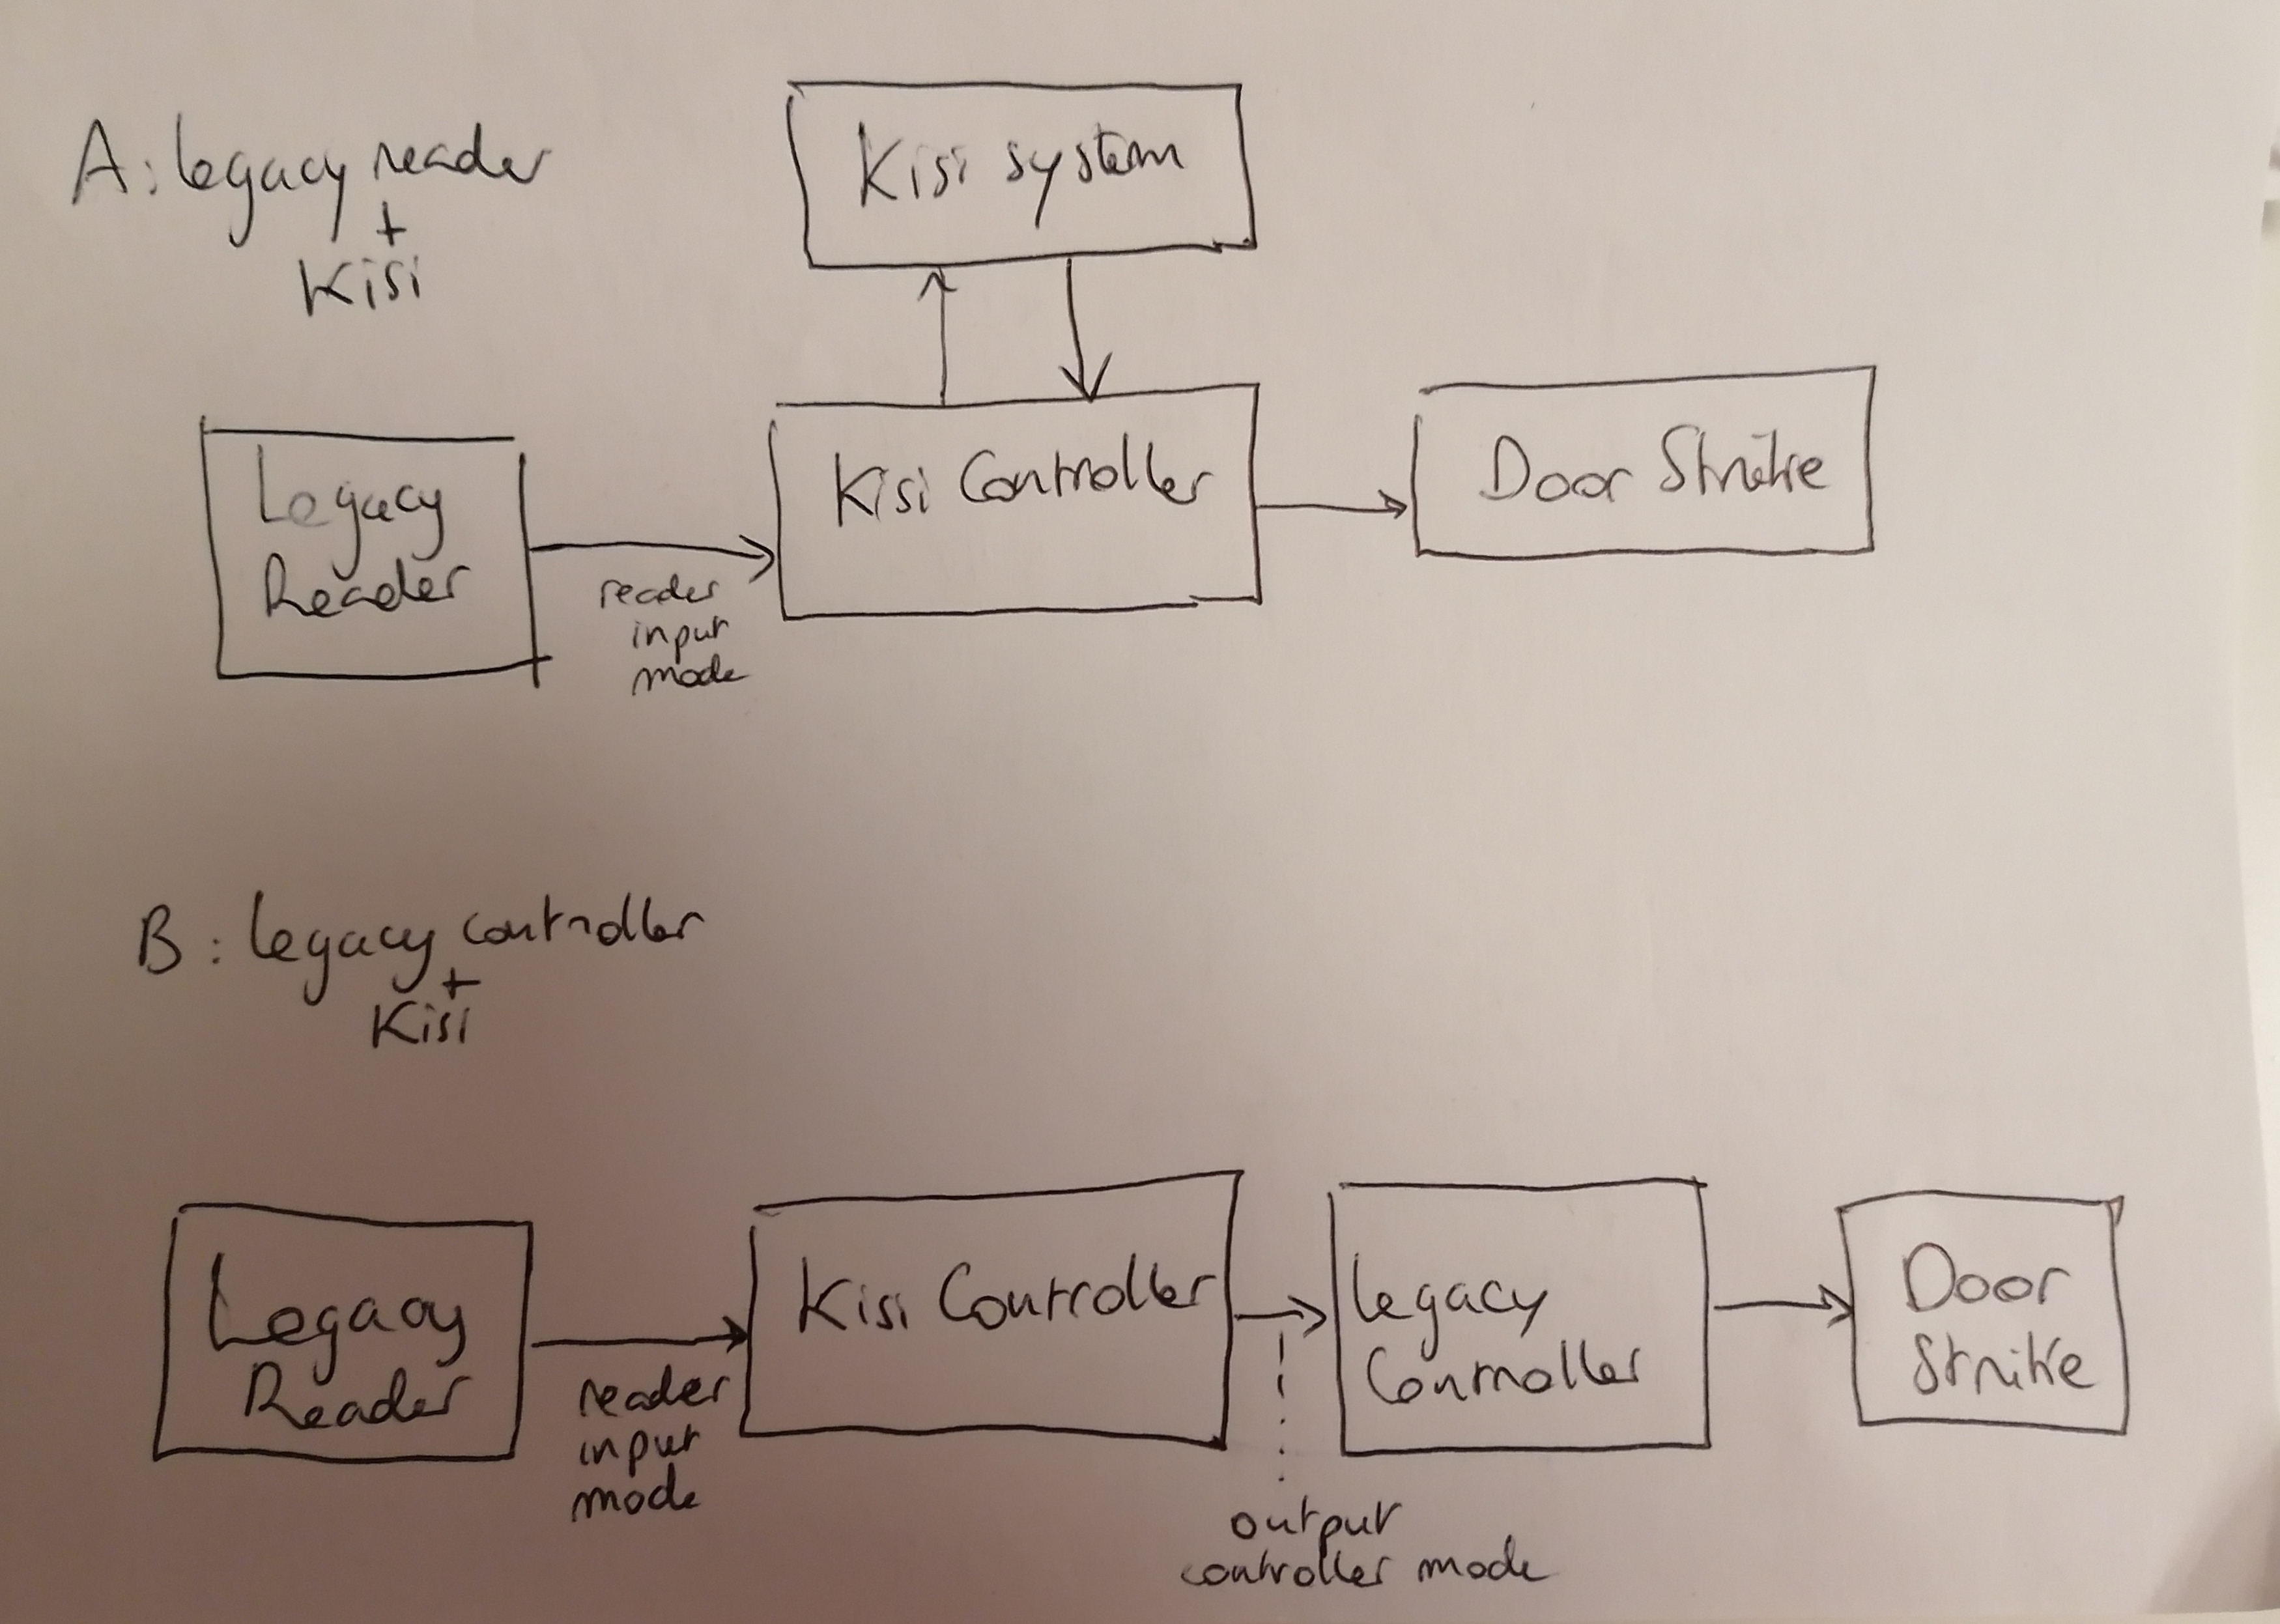 A: legacy reader
+
Kisi
Kisi system
Legacy
Reader
reader
input
mode
Kisi Controller
Door Strike
B: legacy controller
+
Kisi
Legacy
Reader
reader
input
mode
Kisi Controller
legacy
Controller
Door
Strike
output
controller mode